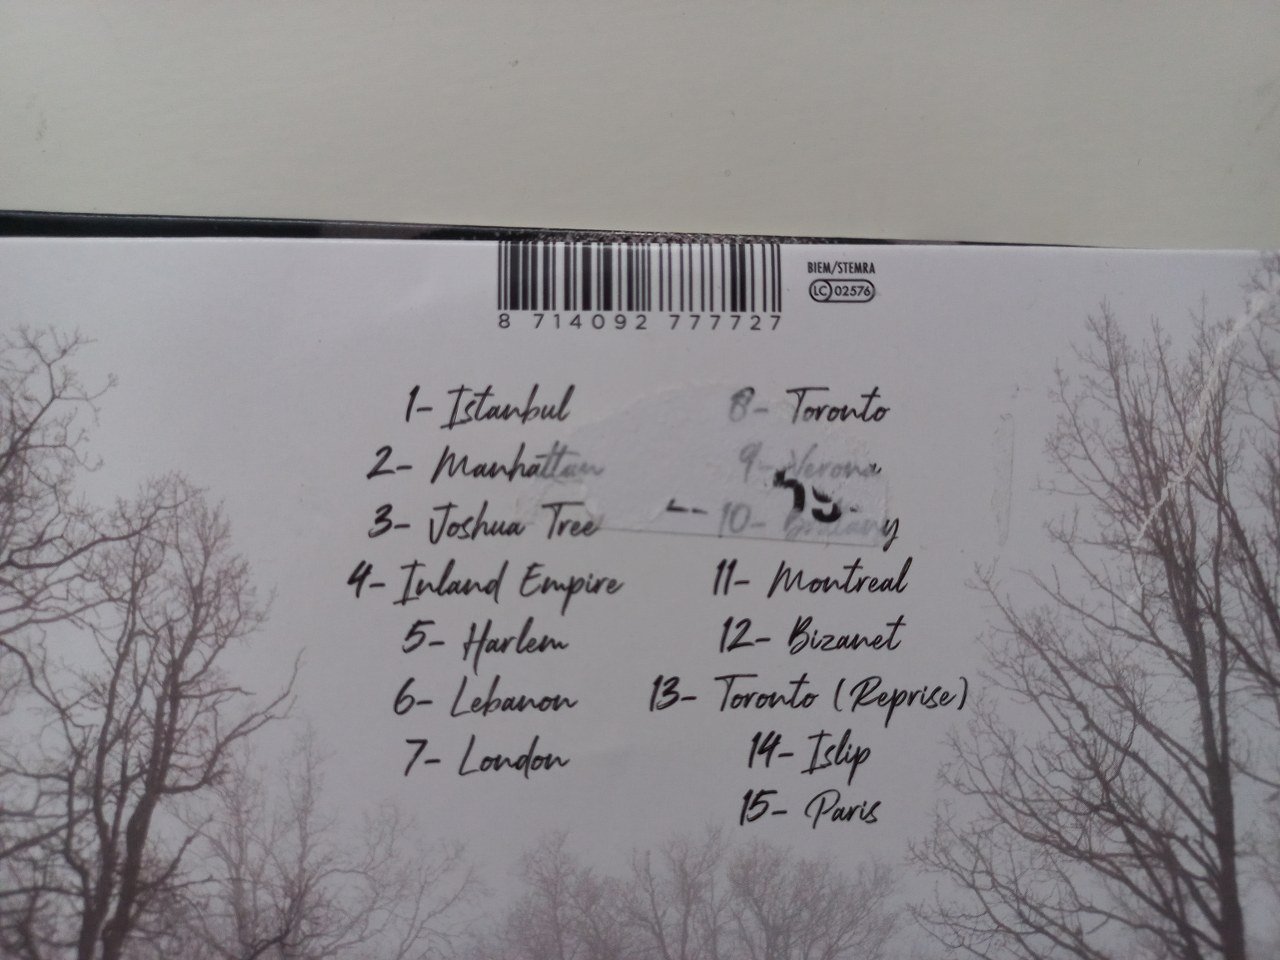 BIEM/STEMRA
LC 02576
8 714092 777727
1- Istanbul
2- Manhattan
3- Joshua Tree
4- Inland Empire
5- Harlem
6- Lebanon
7- London
8- Toronto
9- Verona
10- Brittany
11- Montreal
12- Bizanet
13- Toronto (Reprise)
14- Islip
15- Paris